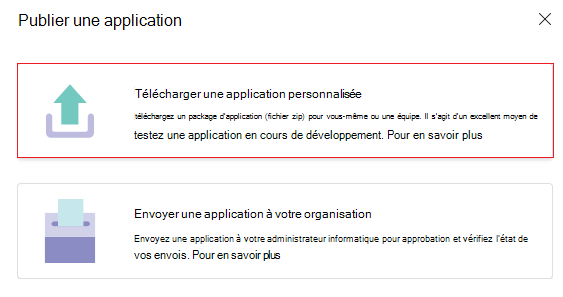 Publier une application
Télécharger une application personnalisée
téléchargez un package d'application (fichier zip) pour vous-même ou une équipe. Il s'agit d'un excellent moyen de
testez une application en cours de développement. Pour en savoir plus
Envoyer une application à votre organisation
Envoyez une application à votre administrateur informatique pour approbation et vérifiez l'état de
vos envois. Pour en savoir plus